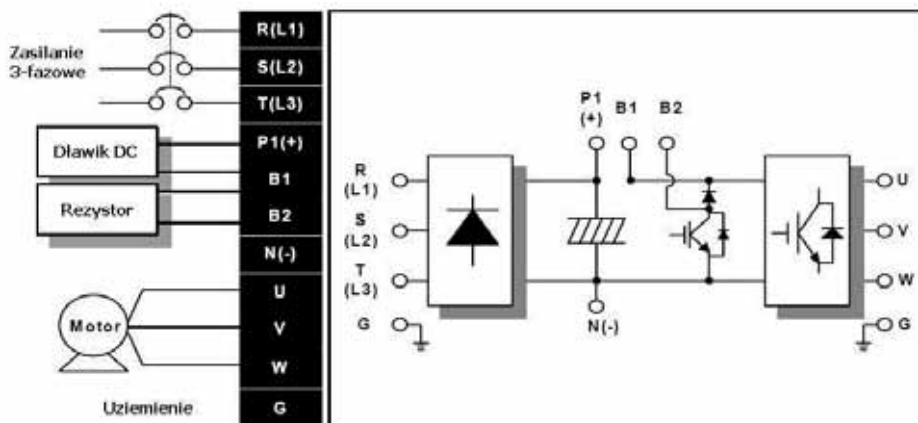 Zasilanie
3-fazowe
R(L1)
S(L2)
T(L3)
Dławik DC
P1(+)
B1
Rezystor
B2
N(-)
Motor
U
V
W
Uziemienie
G
P1
(+)
B1
B2
R
(L1)
S
(L2)
T
(L3)
G
N(-)
U
V
W
G